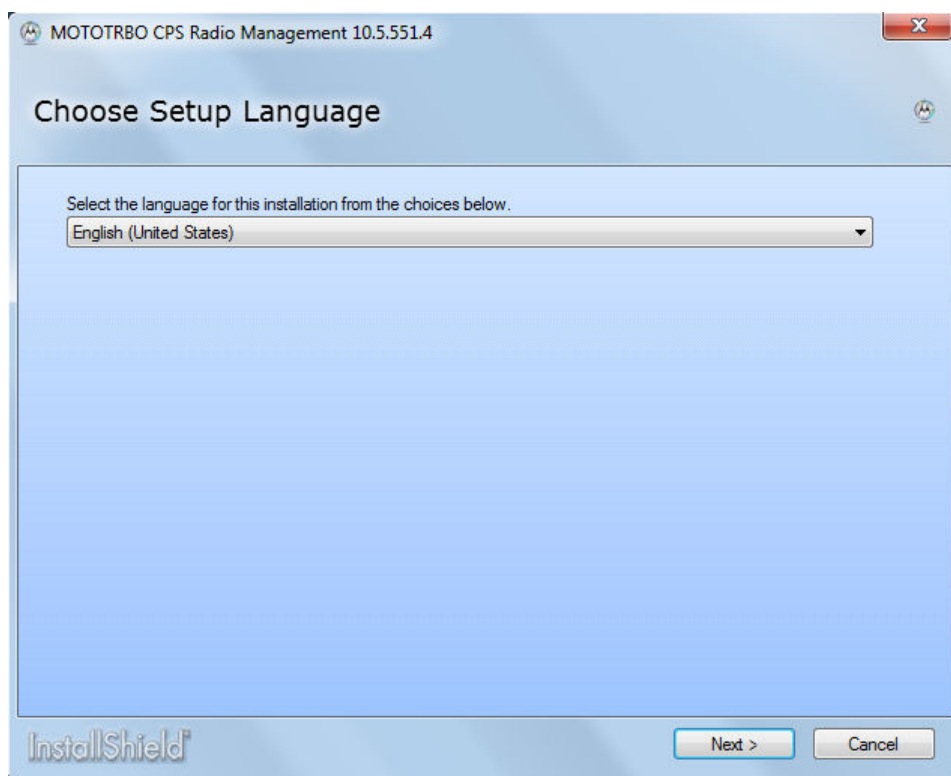 MOTOTRBO CPS Radio Management 10.5.551.4
Choose Setup Language
Select the language for this installation from the choices below.
English (United States)
InstallShield
Next >
Cancel